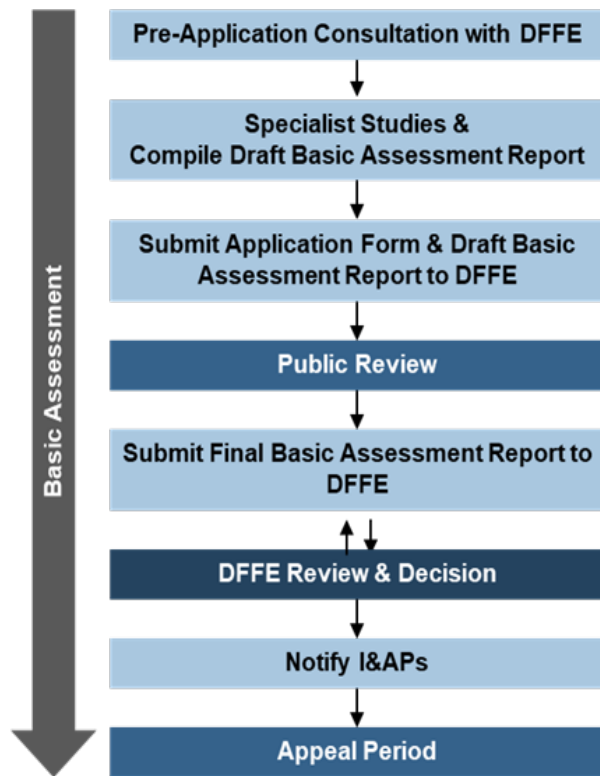 Pre-Application Consultation with DFFE
Specialist Studies &
Compile Draft Basic Assessment Report
Submit Application Form & Draft Basic
Assessment Report to DFFE
Public Review
Submit Final Basic Assessment Report to
DFFE
DFFE Review & Decision
Notify I&APs
Appeal Period
Basic Assessment